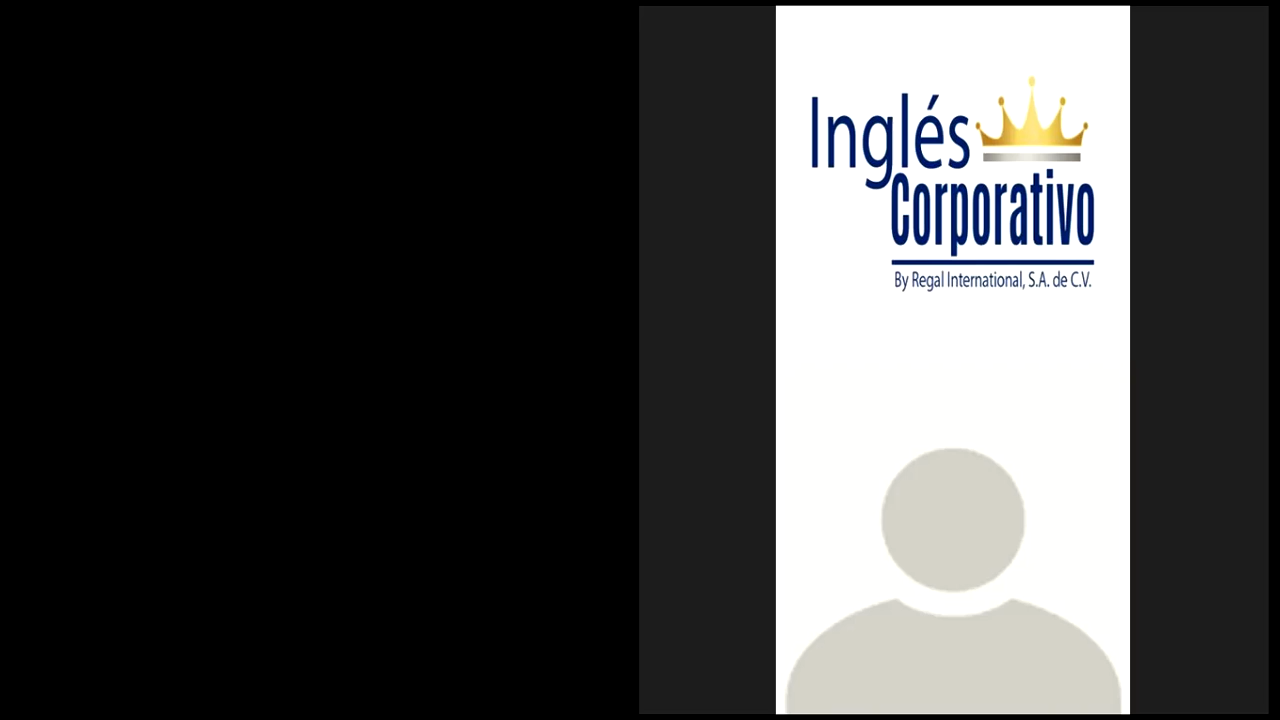 Inglés
Corporativo
By Regal International, S.A. de C.V.